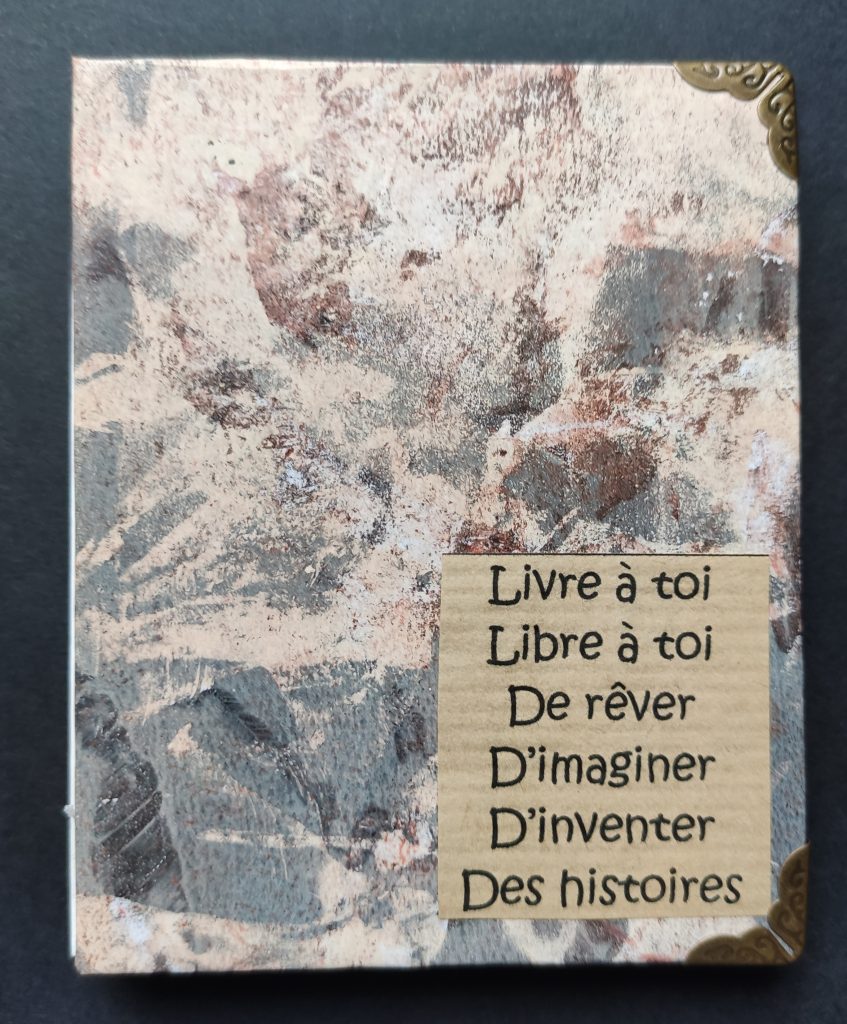 Livre à toi
Libre à toi
De rêver
D'imaginer
D'inventer
Des histoires